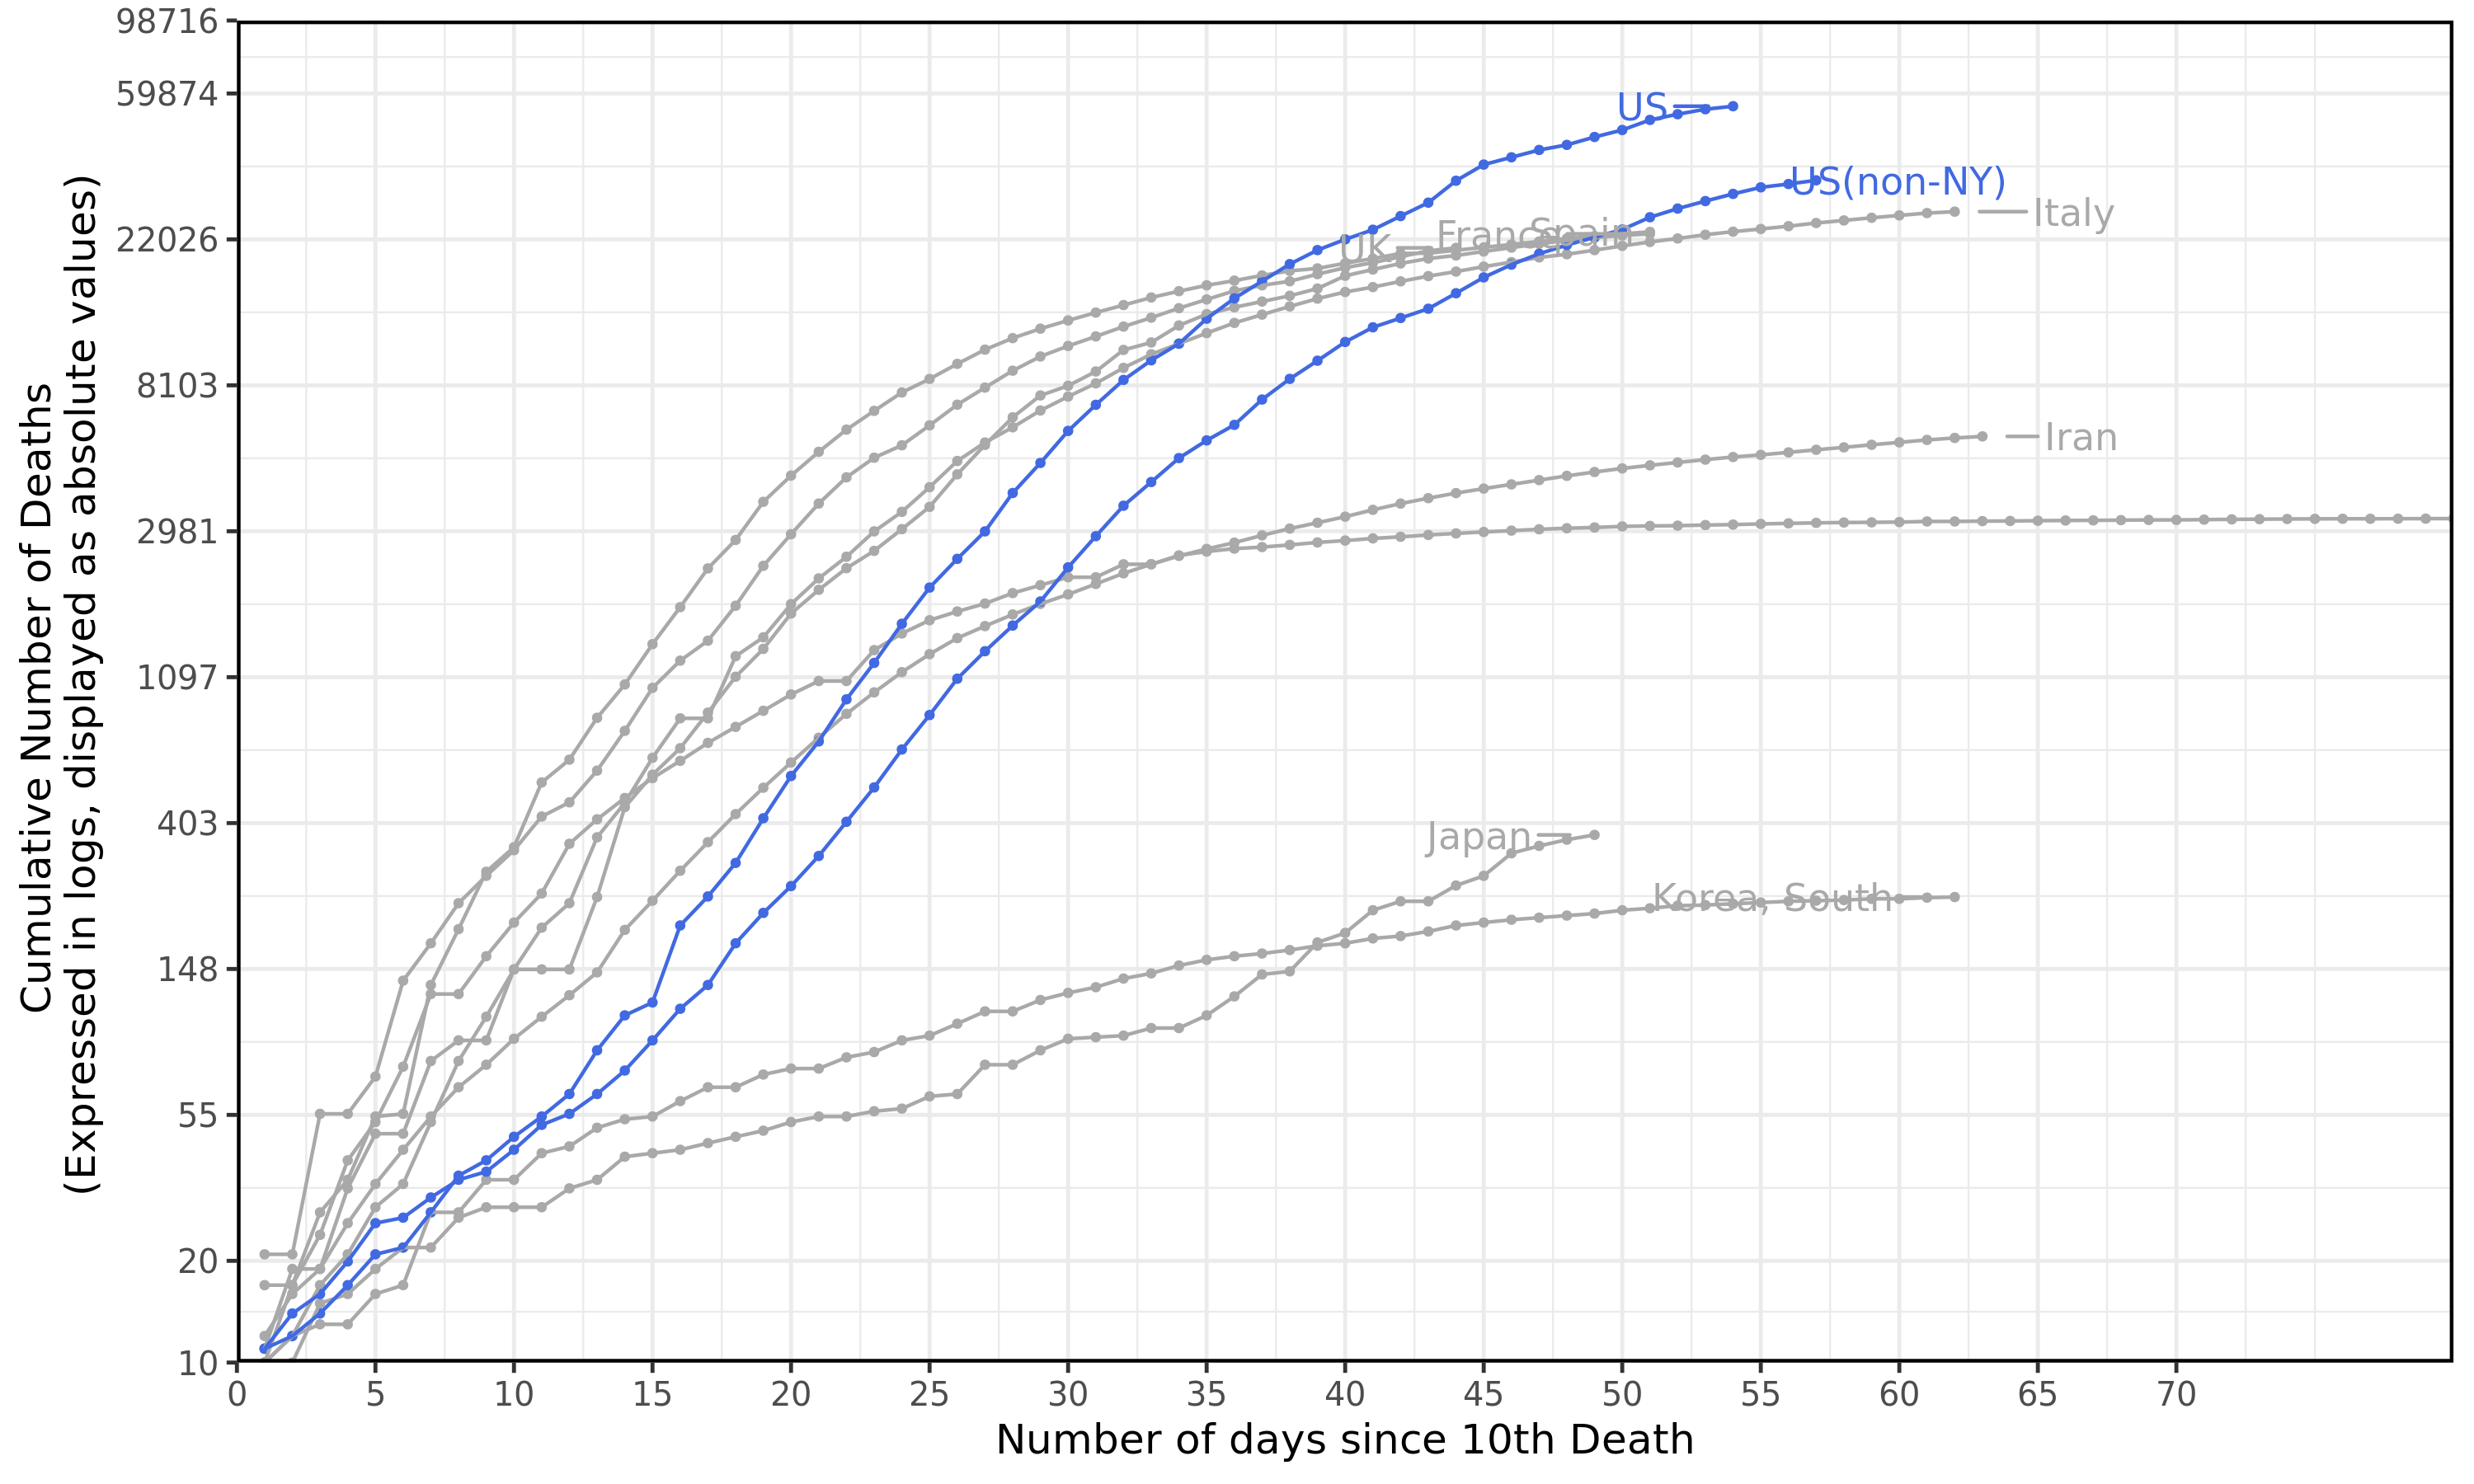 98716
59874
22026
8103
2981
1097
403
148
55
20
10
Cumulative Number of Deaths
(Expressed in logs, displayed as absolute values)
US
US(non-NY)
Italy
France
Spain
UK
Iran
Japan
Korea, South
0 5 10 15 20 25 30 35 40 45 50 55 60 65 70
Number of days since 10th Death